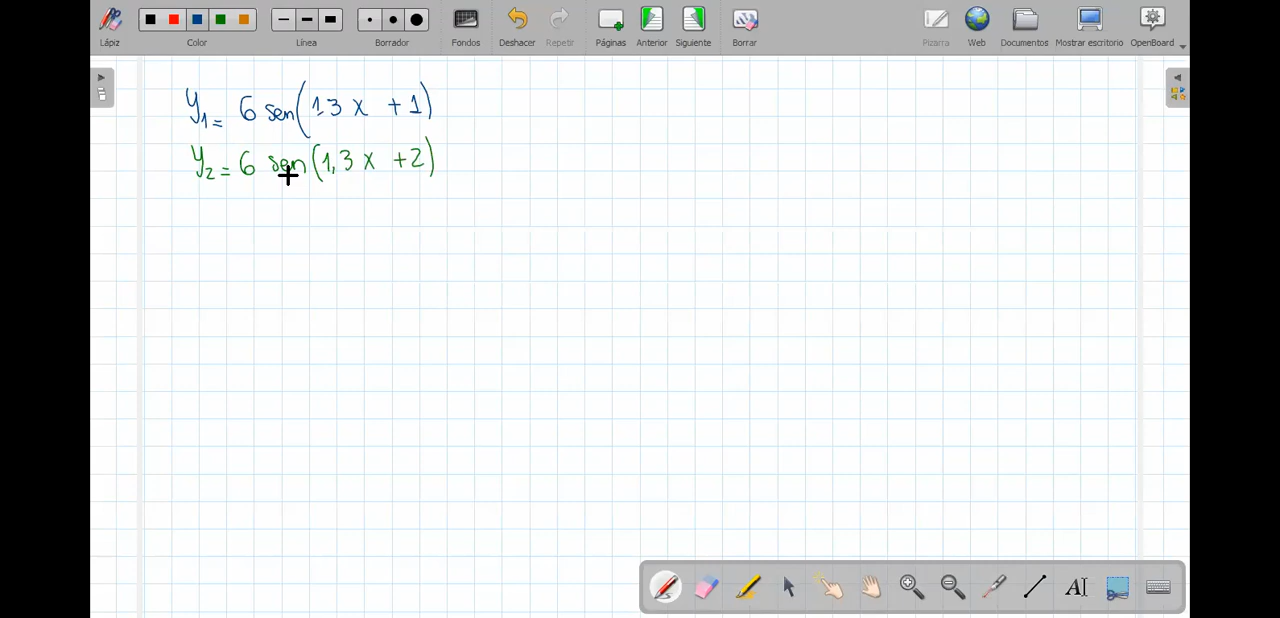 Lápiz Color Línea Borrador Fondos Deshacer Repetir Páginas Anterior Siguiente Borrar Pizarra Web Documentos Mostrar escritorio OpenBoard
y₁ = 6 sen(1.3 x + 1)
y₂ = 6 sen(1,3 x + 2)
AI